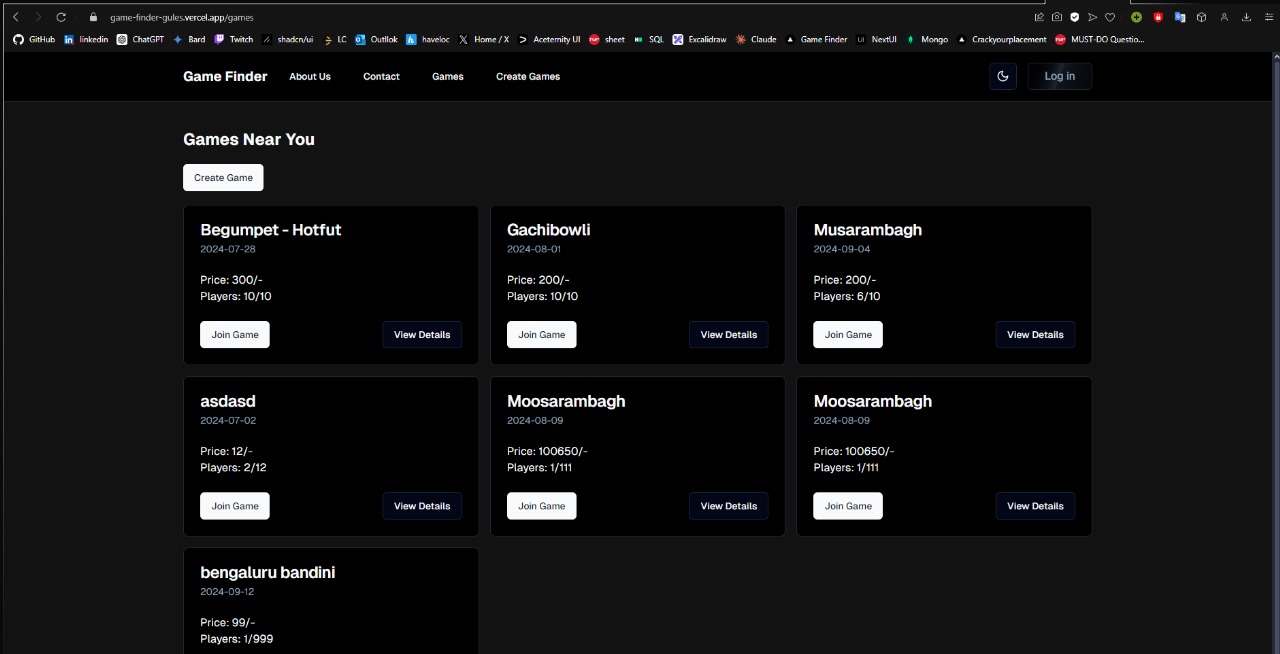 game-finder-gules.vercel.app/games
GitHub linkedin ChatGPT Bard Twitch shadcn/ui LC Outllok haveloc Home / X Acetemity UI sheet SQL Excalidraw Claude Game Finder NextUI Mongo Crackyourplacement MUST-DO Questio...
Game Finder About Us Contact Games Create Games Log in
Games Near You
Create Game
Begumpet - Hotfut
2024-07-28
Price: 300/-
Players: 10/10
Join Game View Details
Gachibowli
2024-08-01
Price: 200/-
Players: 10/10
Join Game View Details
Musarambagh
2024-09-04
Price: 200/-
Players: 6/10
Join Game View Details
asdasd
2024-07-02
Price: 12/-
Players: 2/12
Join Game View Details
Moosarambagh
2024-08-09
Price: 100650/-
Players: 1/111
Join Game View Details
Moosarambagh
2024-08-09
Price: 100650/-
Players: 1/111
Join Game View Details
bengaluru bandini
2024-09-12
Price: 99/-
Players: 1/999